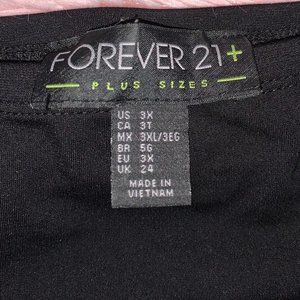 FOREVER 21+
PLUS SIZES
US 3X
CA 3T
MX 3XL/3EG
BR 5G
EU 3X
UK 24
MADE IN
VIETNAM